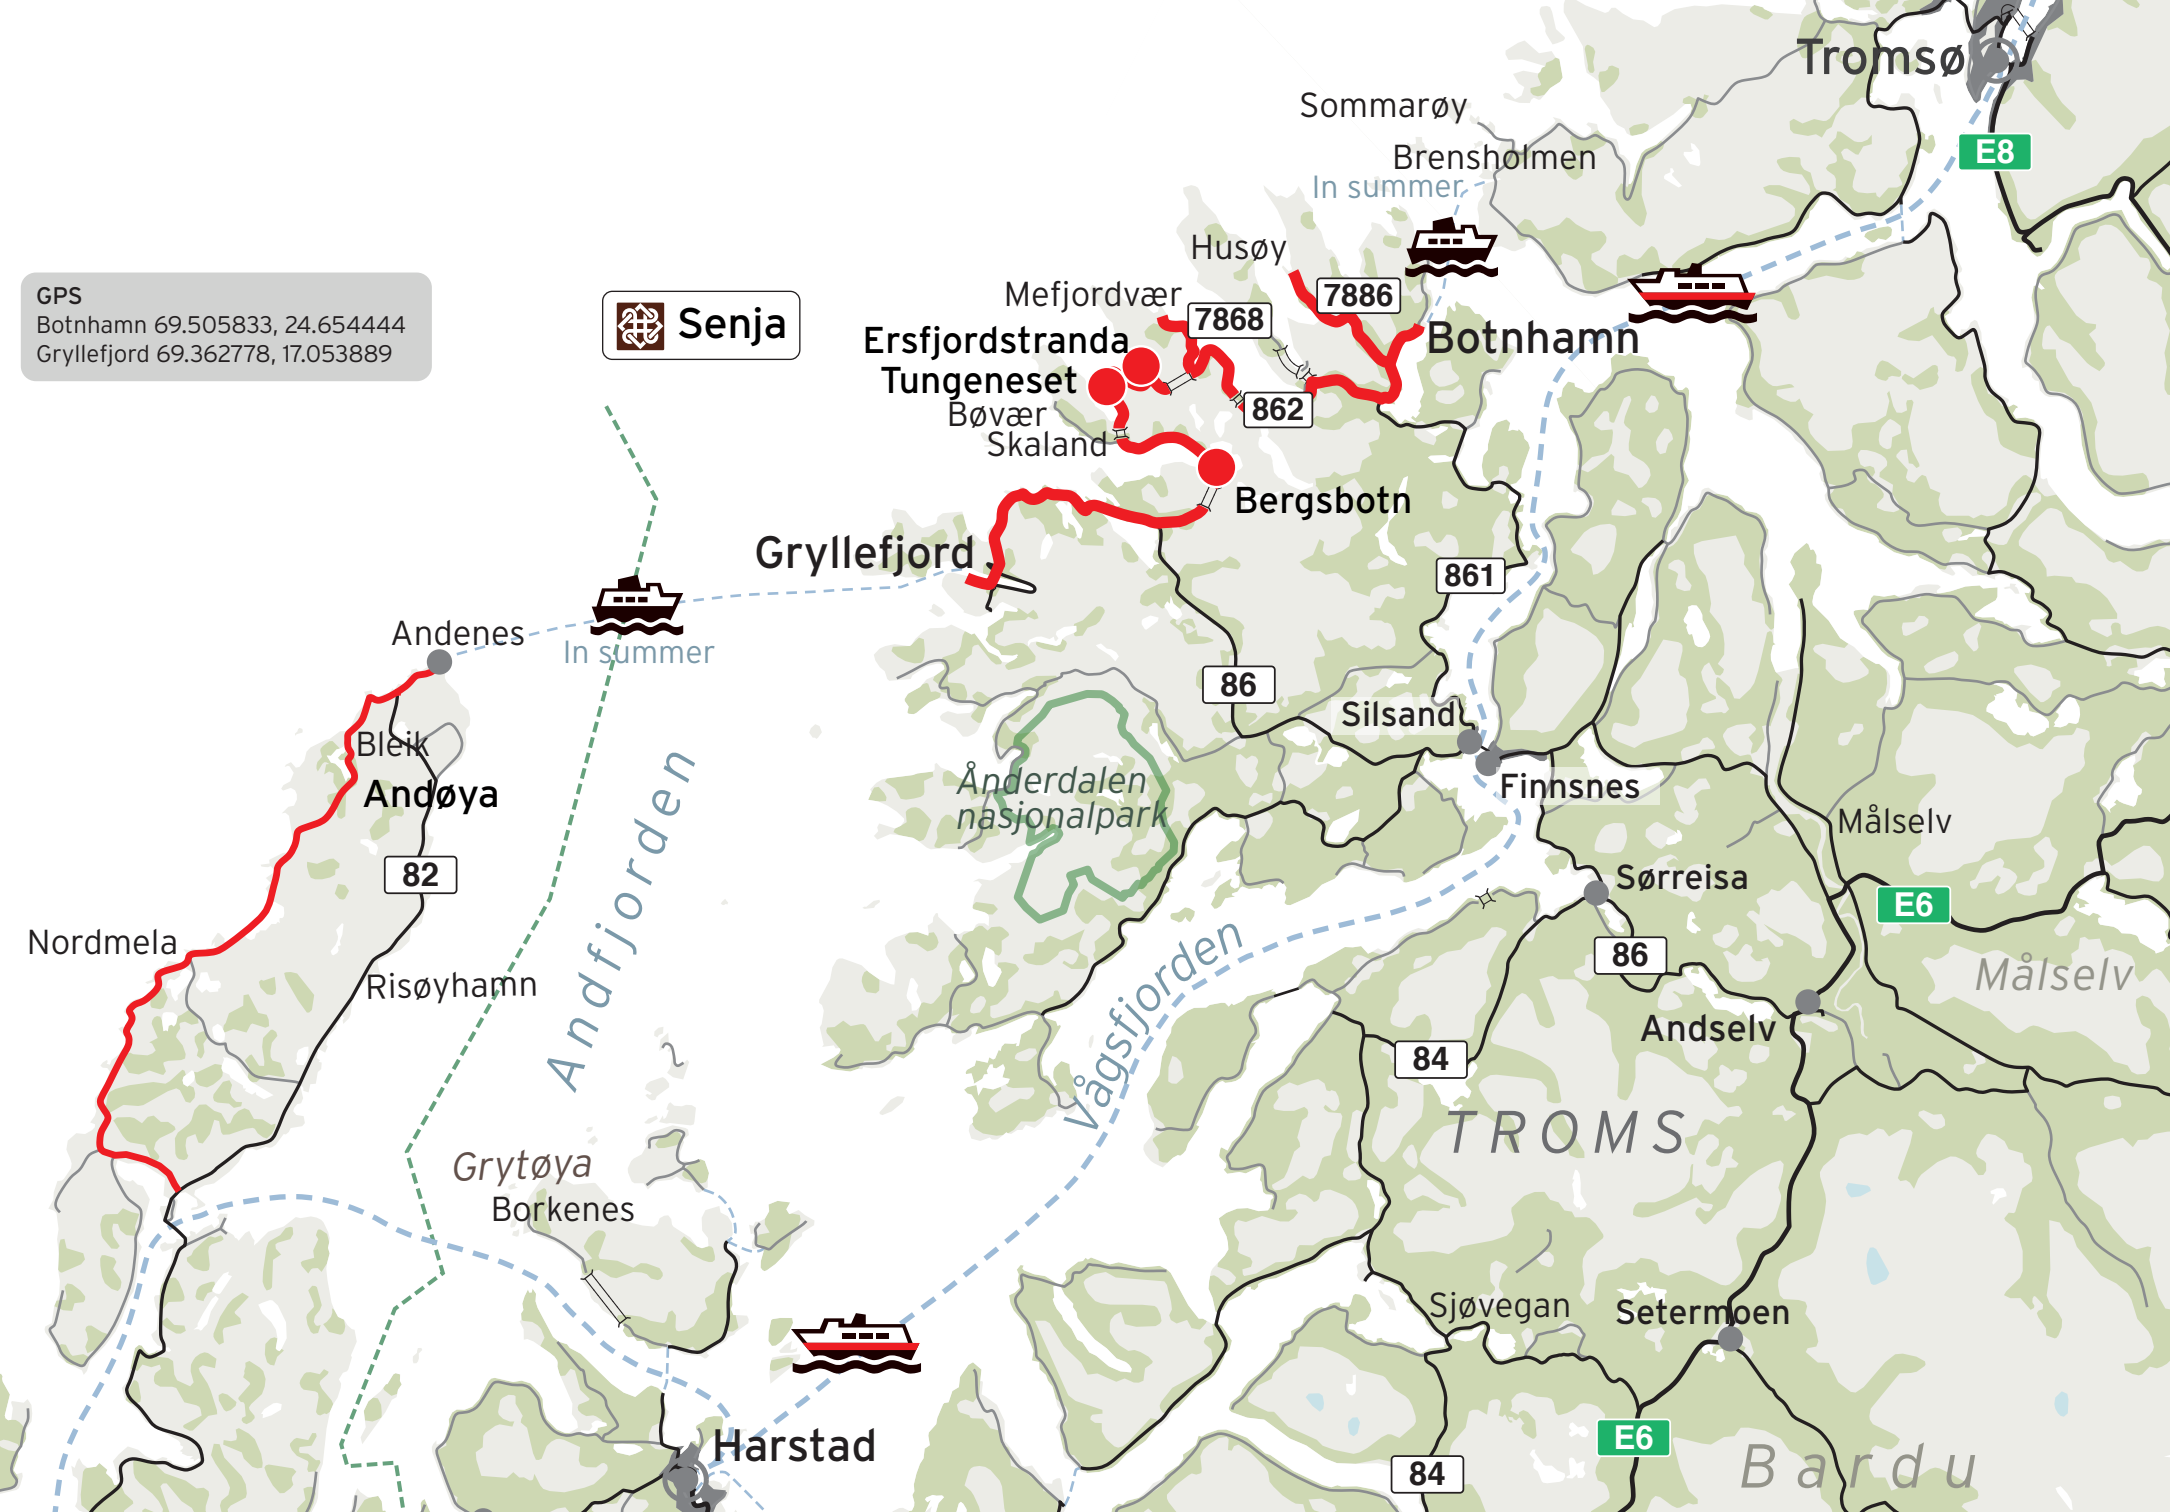 Tromsø
Sommarøy
E8
Brensholmen
In summer
Husøy
GPS
Botnhamn 69.505833, 24.654444
Gryllefjord 69.362778, 17.053889
Senja
Mefjordvær
7886
7868
Ersfjordstranda
Botnhamn
Tungeneset
Bøvær
862
Skaland
Bergsbotn
Gryllefjord
861
Andenes
In summer
86
Silsand
Bleik
Andøya
Ånderdalen
nasjonalpark
Finnsnes
Målselv
82
Andfjorden
Sørreisa
E6
Nordmela
Risøyhamn
Vågsfjorden
86
Målselv
Andselv
84
TROMS
Grytøya
Borkenes
Sjøvegan
Setermoen
Harstad
E6
84
Bardu